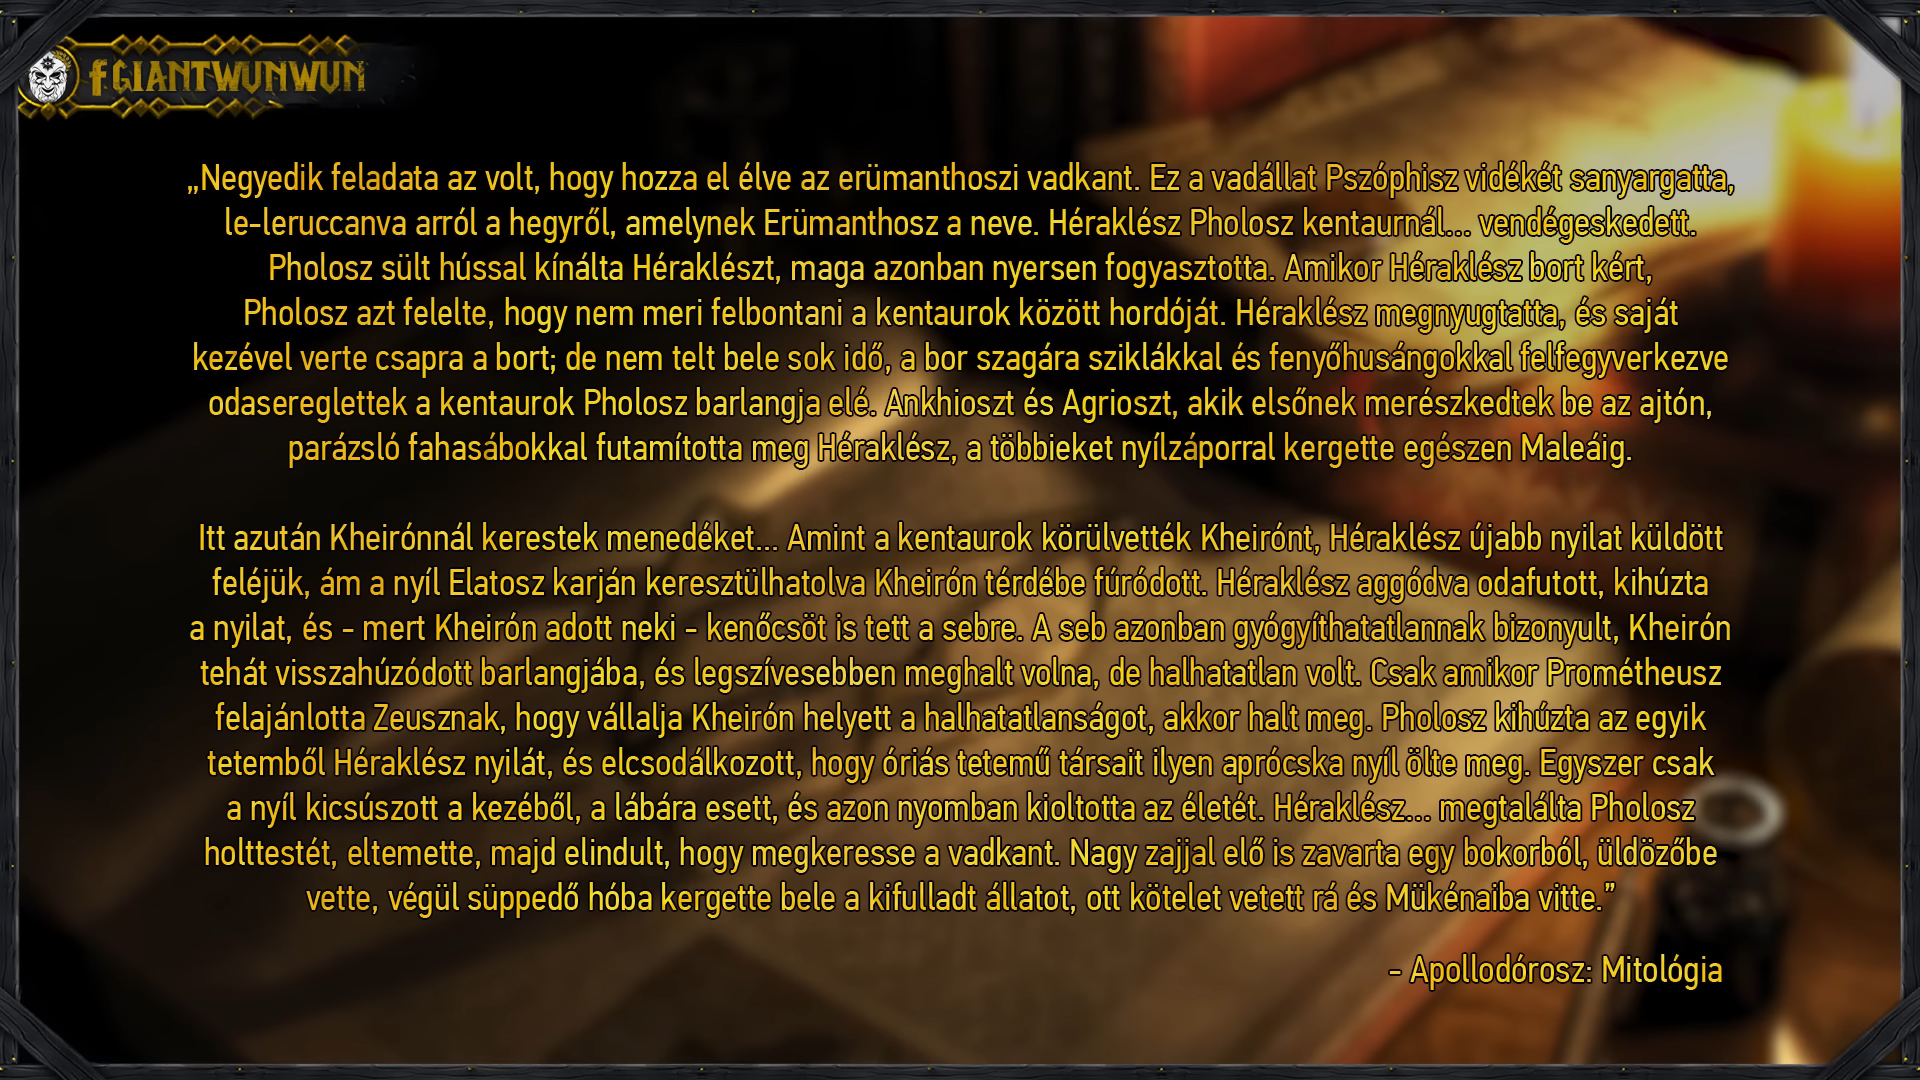 fGIANTWUNWUN
„Negyedik feladata az volt, hogy hozza el élve az erümanthoszi vadkant. Ez a vadállat Pszóphisz vidékét sanyargatta,
le-leruccanva arról a hegyről, amelynek Erümanthosz a neve. Héraklész Pholosz kentaurnál... vendégeskedett.
Pholosz sült hússal kínálta Héraklészt, maga azonban nyersen fogyasztotta. Amikor Héraklész bort kért,
Pholosz azt felelte, hogy nem meri felbontani a kentaurok között hordóját. Héraklész megnyugtatta, és saját
kezével verte csapra a bort; de nem telt bele sok idő, a bor szagára sziklákkal és fenyőhusángokkal felfegyverkezve
odasereglettek a kentaurok Pholosz barlangja elé. Ankhioszt és Agrioszt, akik elsőnek merészkedtek be az ajtón,
parázsló fahasábokkal futamította meg Héraklész, a többieket nyílzáporral kergette egészen Maleáig.
Itt azután Kheirónnál kerestek menedéket... Amint a kentaurok körülvették Kheirónt, Héraklész újabb nyilat küldött
feléjük, ám a nyíl Elatosz karján keresztülhatolva Kheirón térdébe fúródott. Héraklész aggódva odafutott, kihúzta
a nyilat, és - mert Kheirón adott neki - kenőcsöt is tett a sebre. A seb azonban gyógyíthatatlannak bizonyult, Kheirón
tehát visszahúzódott barlangjába, és legszívesebben meghalt volna, de halhatatlan volt. Csak amikor Prométheusz
felajánlotta Zeusznak, hogy vállalja Kheirón helyett a halhatatlanságot, akkor halt meg. Pholosz kihúzta az egyik
tetemből Héraklész nyilát, és elcsodálkozott, hogy óriás tetemű társait ilyen aprócska nyíl ölte meg. Egyszer csak
a nyíl kicsúszott a kezéből, a lábára esett, és azon nyomban kioltotta az életét. Héraklész... megtalálta Pholosz
holttestét, eltemette, majd elindult, hogy megkeresse a vadkant. Nagy zajjal elő is zavarta egy bokorból, üldözőbe
vette, végül süppedő hóba kergette bele a kifulladt állatot, ott kötelet vetett rá és Mükénaiba vitte.”
- Apollodórosz: Mitológia